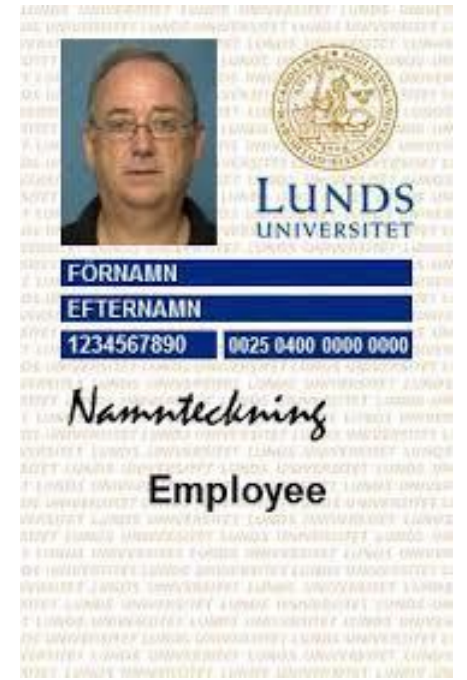 LUNDS
UNIVERSITET
FÖRNAMN
EFTERNAMN
1234567890 0025 0400 0000 0000
Namnteckning
Employee